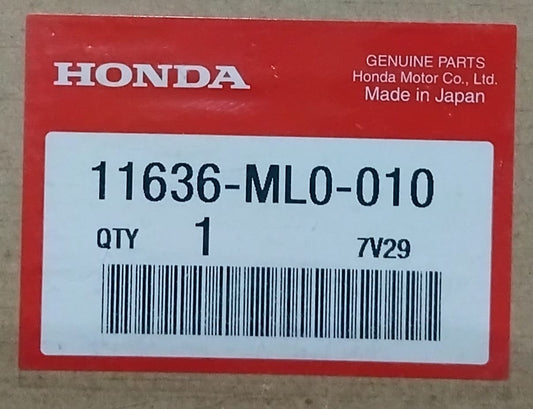 HONDA
GENUINE PARTS
Honda Motor Co., Ltd.
Made in Japan
11636-ML0-010
QTY 1 7V29